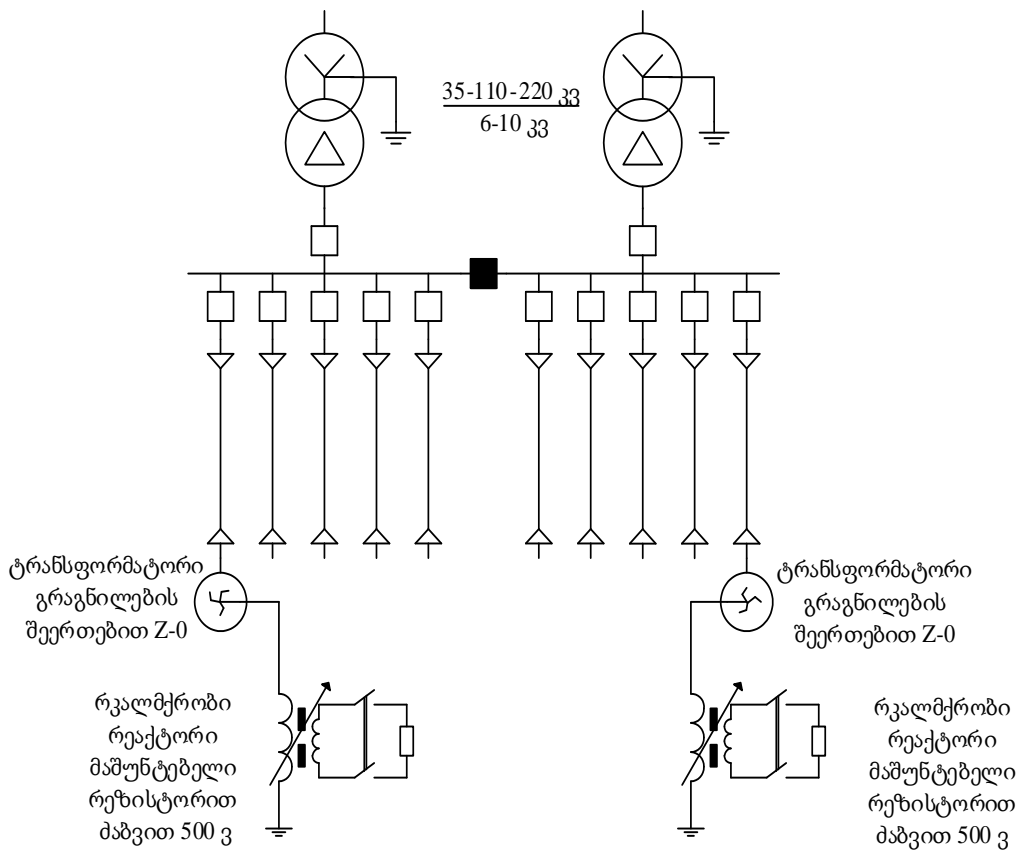 35-110-220 კვ
6-10 კვ
ტრანსფორმატორი
გრაგნილების
შეერთებით Z-0
ტრანსფორმატორი
გრაგნილების
შეერთებით Z-0
რკალმქრობი
რეაქტორი
მაშუნტებელი
რეზისტორით
ძაბვით 500 ვ
რკალმქრობი
რეაქტორი
მაშუნტებელი
რეზისტორით
ძაბვით 500 ვ